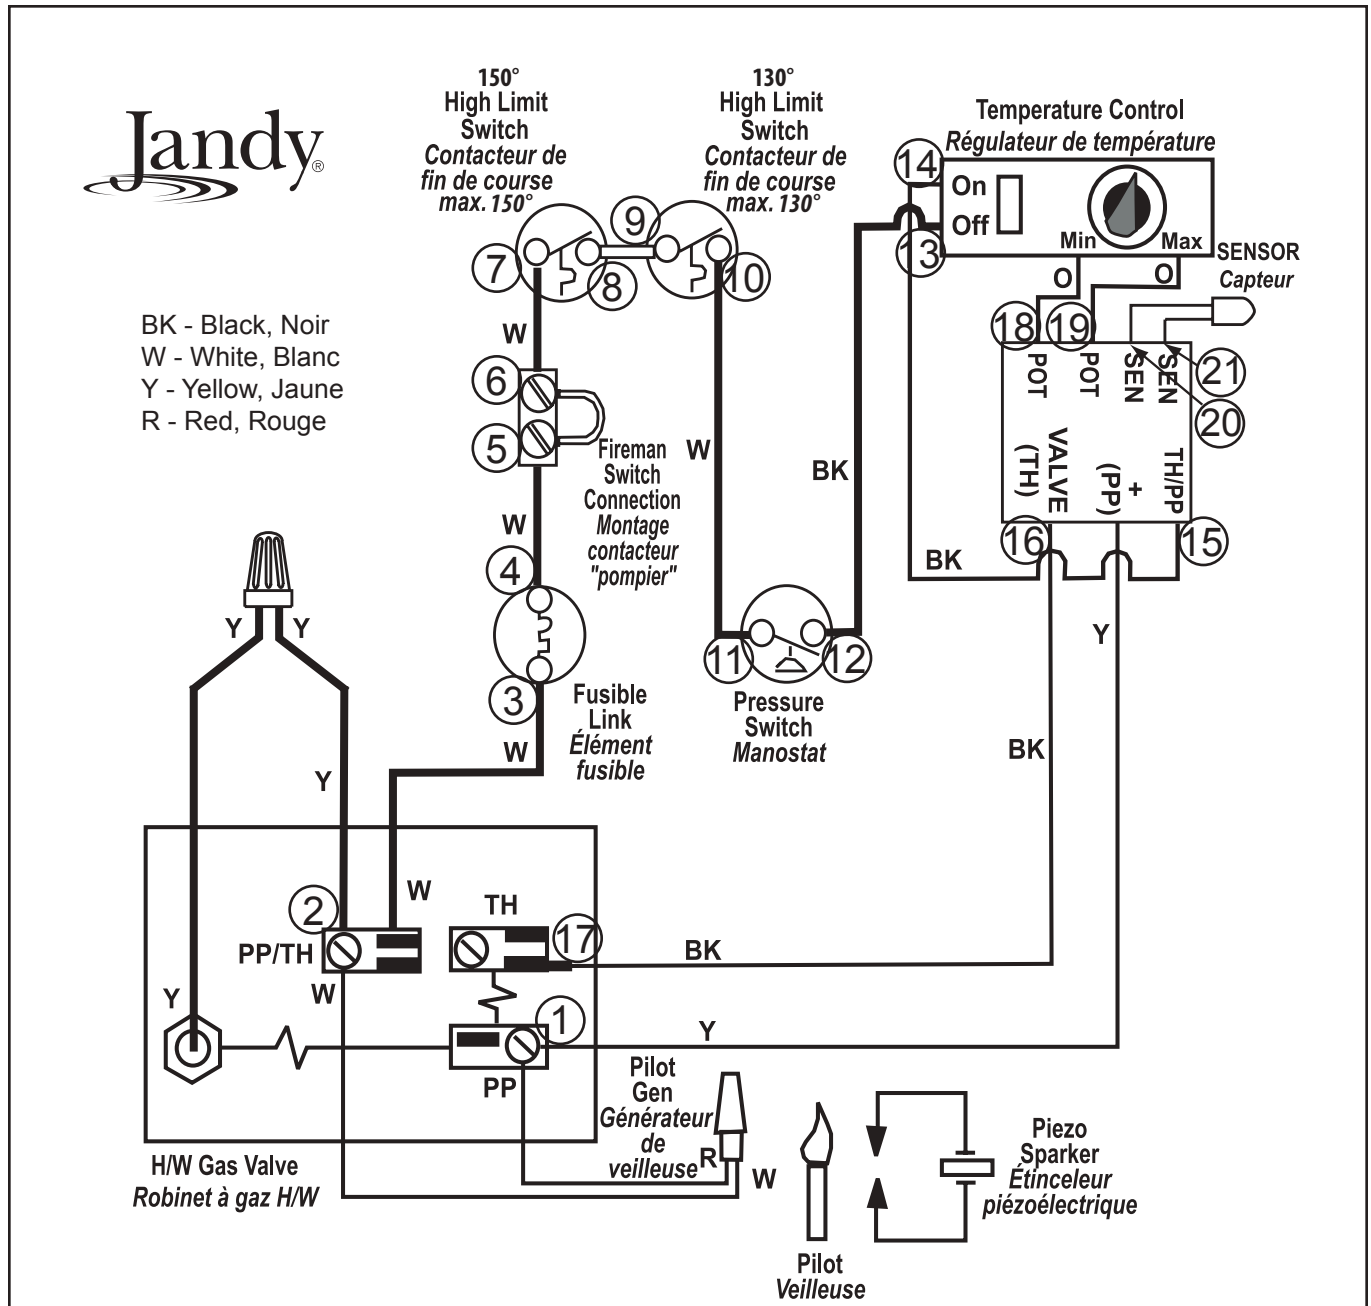 Jandy®
150°
High Limit
Switch
Contacteur de
fin de course
max. 150°
130°
High Limit
Switch
Contacteur de
fin de course
max. 130°
Temperature Control
Régulateur de température
14
On
Off
13
Min
Max
SENSOR
Capteur
O
O
BK - Black, Noir
W - White, Blanc
Y - Yellow, Jaune
R - Red, Rouge
7
8
9
10
W
6
5
Fireman
Switch
Connection
Montage
contacteur
"pompier"
W
4
3
Fusible
Link
Élément
fusible
W
W
BK
11
12
Pressure
Switch
Manostat
18
19
POT
POT
SEN
SEN
21
20
VALVE
(TH)
+
(PP)
TH/PP
16
15
BK
BK
Y
Y
Y
Y
Y
W
2
PP/TH
W
TH
17
BK
1
PP
Y
H/W Gas Valve
Robinet à gaz H/W
Pilot
Gen
Générateur
de
veilleuse
R
W
Pilot
Veilleuse
Piezo
Sparker
Étinceleur
piézoélectrique